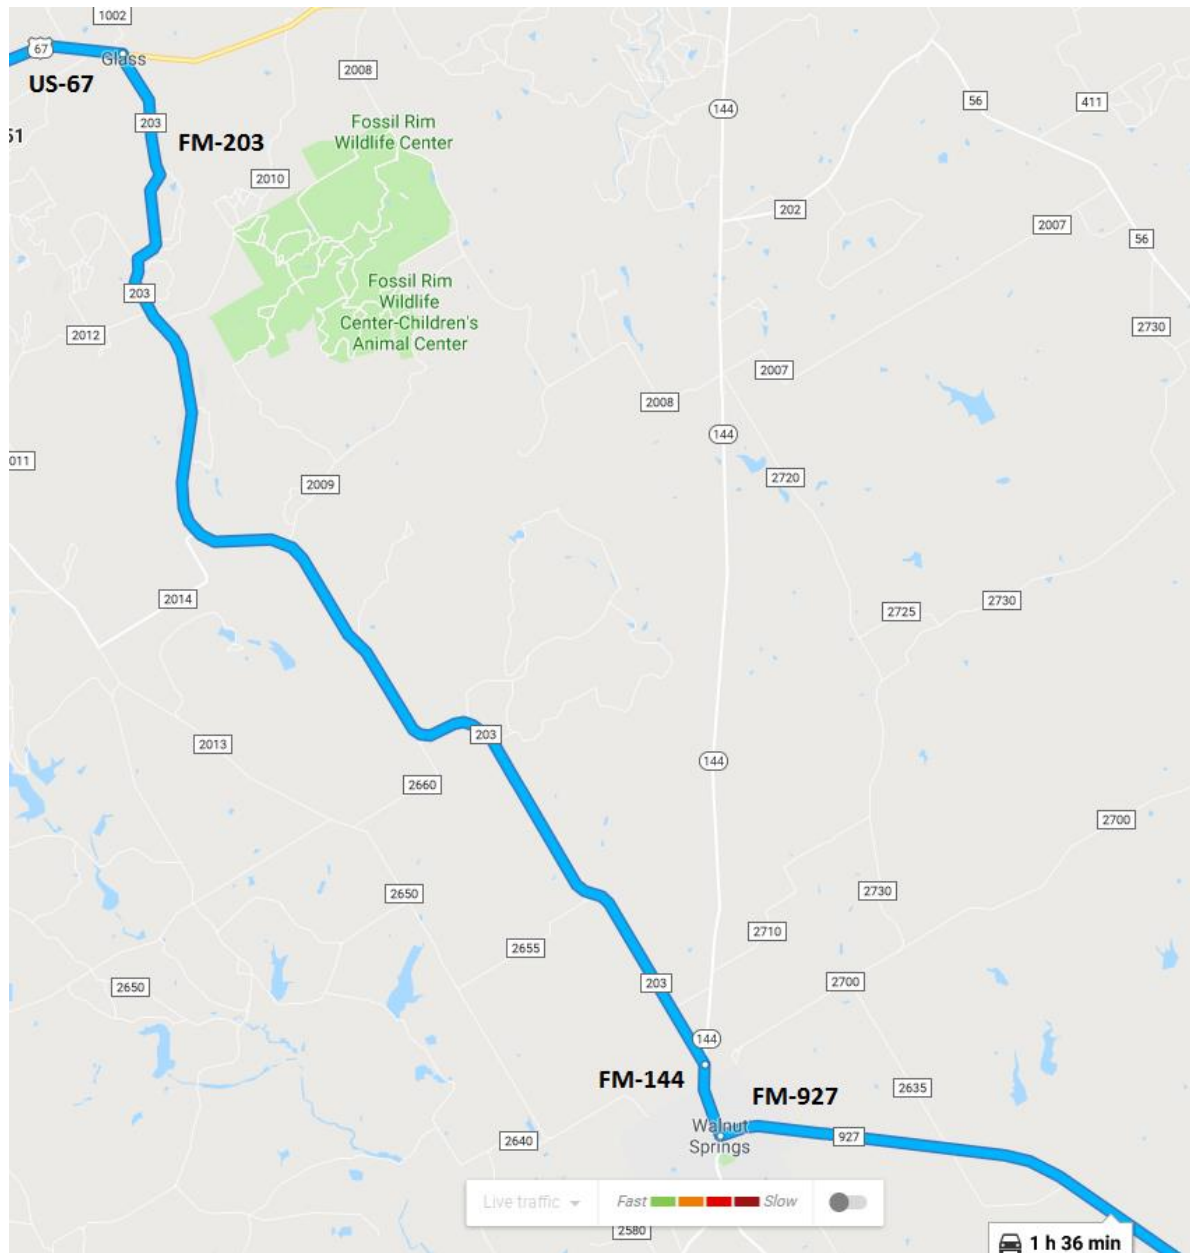 1002
67
Glass
US-67
2008
144
56
411
51
203
FM-203
Fossil Rim
Wildlife Center
2010
202
2007
56
203
Fossil Rim
Wildlife
Center-Children's
Animal Center
2012
2730
2007
2008
144
011
2009
2720
2014
2725
2730
203
2013
144
2660
2700
2650
2730
2710
2655
203
2700
2650
144
FM-144
FM-927
2635
Walnut
Springs
927
2640
Live traffic
Fast
Slow
2580
1 h 36 min